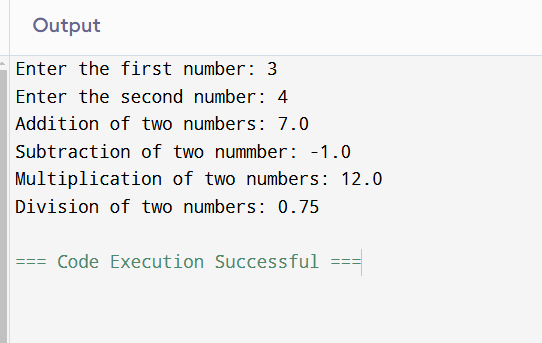 Output
Enter the first number: 3
Enter the second number: 4
Addition of two numbers: 7.0
Subtraction of two nummber: -1.0
Multiplication of two numbers: 12.0
Division of two numbers: 0.75
=== Code Execution Successful ===